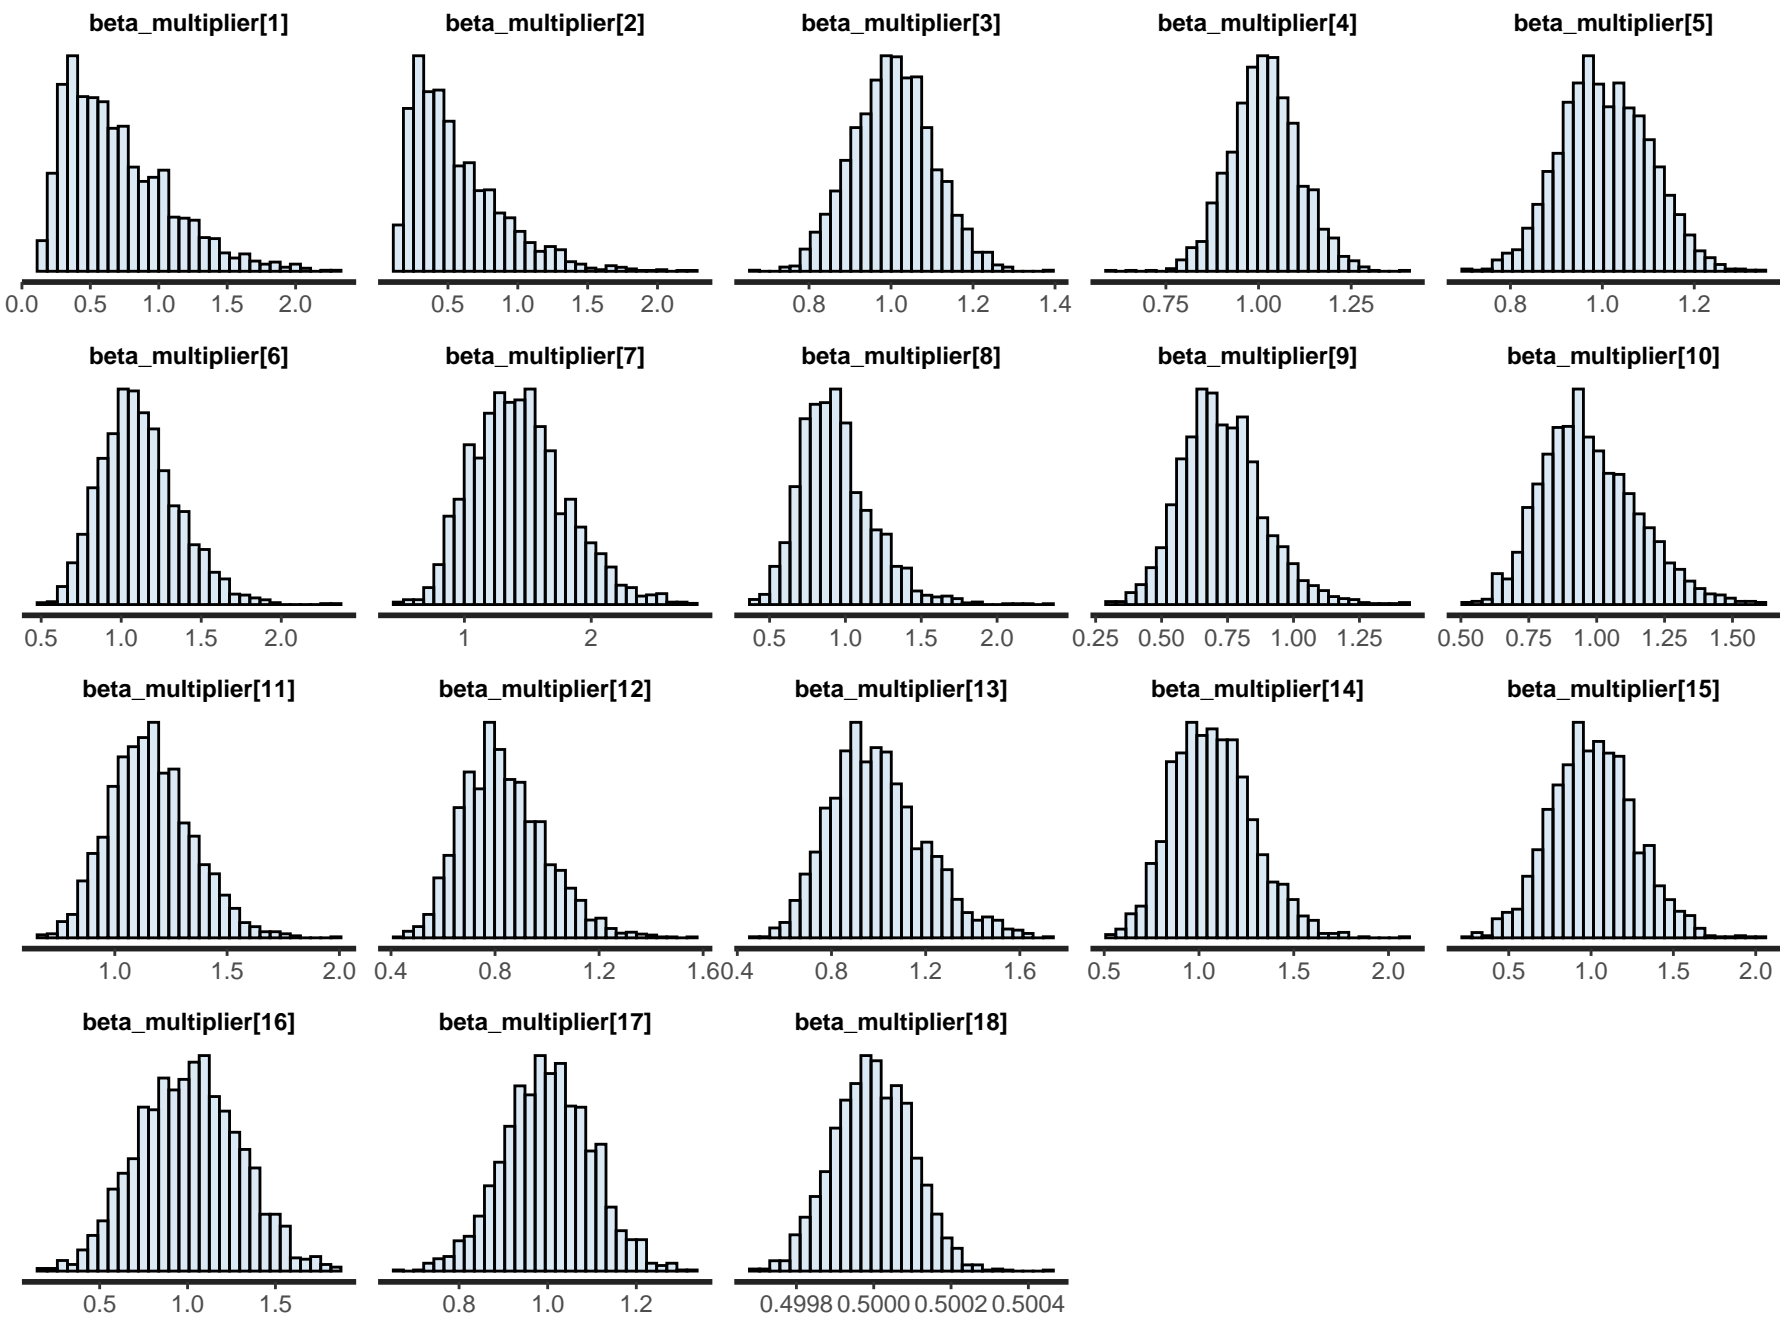 beta_multiplier[1] beta_multiplier[2] beta_multiplier[3] beta_multiplier[4] beta_multiplier[5]
0.0 0.5 1.0 1.5 2.0 0.5 1.0 1.5 2.0 0.8 1.0 1.2 1.4 0.75 1.00 1.25 0.8 1.0 1.2
beta_multiplier[6] beta_multiplier[7] beta_multiplier[8] beta_multiplier[9] beta_multiplier[10]
0.5 1.0 1.5 2.0 1 2 0.5 1.0 1.5 2.0 0.25 0.50 0.75 1.00 1.25 0.50 0.75 1.00 1.25 1.50
beta_multiplier[11] beta_multiplier[12] beta_multiplier[13] beta_multiplier[14] beta_multiplier[15]
1.0 1.5 2.0 0.4 0.8 1.2 1.6 0.4 0.8 1.2 1.6 0.5 1.0 1.5 2.0 0.5 1.0 1.5 2.0
beta_multiplier[16] beta_multiplier[17] beta_multiplier[18]
0.5 1.0 1.5 0.8 1.0 1.2 0.4998 0.5000 0.5002 0.5004